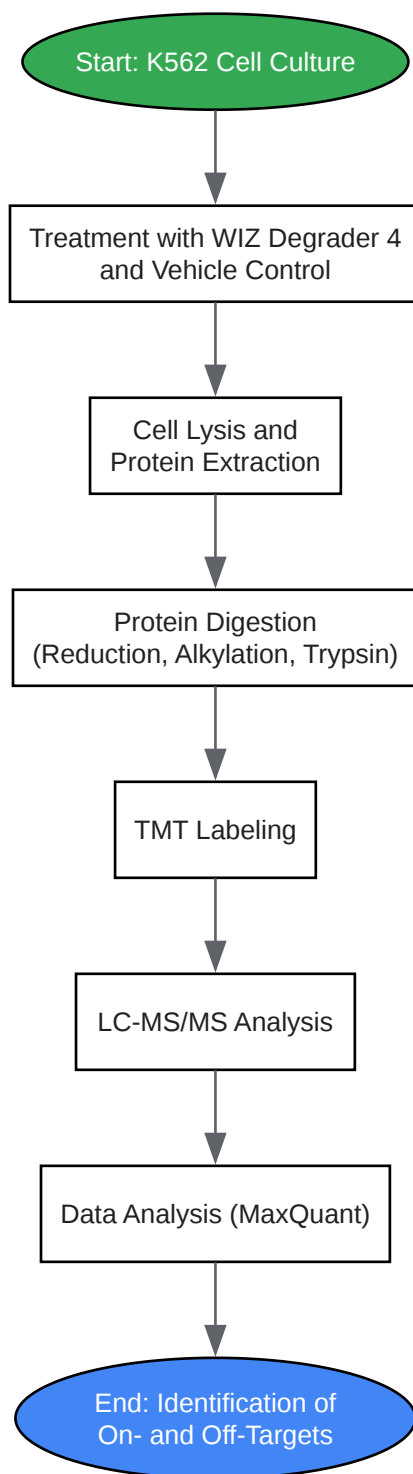 Start: K562 Cell Culture
Treatment with WIZ Degrader 4
and Vehicle Control
Cell Lysis and
Protein Extraction
Protein Digestion
(Reduction, Alkylation, Trypsin)
TMT Labeling
LC-MS/MS Analysis
Data Analysis (MaxQuant)
End: Identification of
On- and Off-Targets